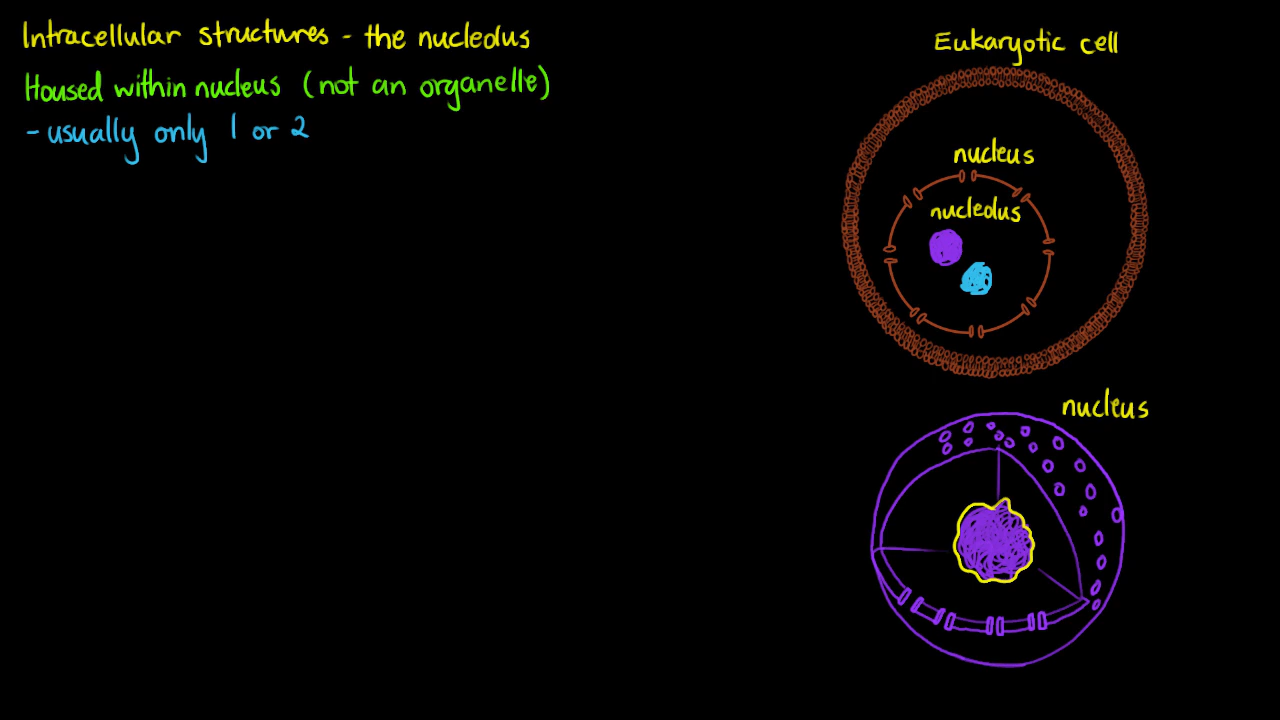 Intracellular structures - the nucleolus
Housed within nucleus (not an organelle)
- usually only 1 or 2
Eukaryotic cell
nucleus
nucleolus
nucleus